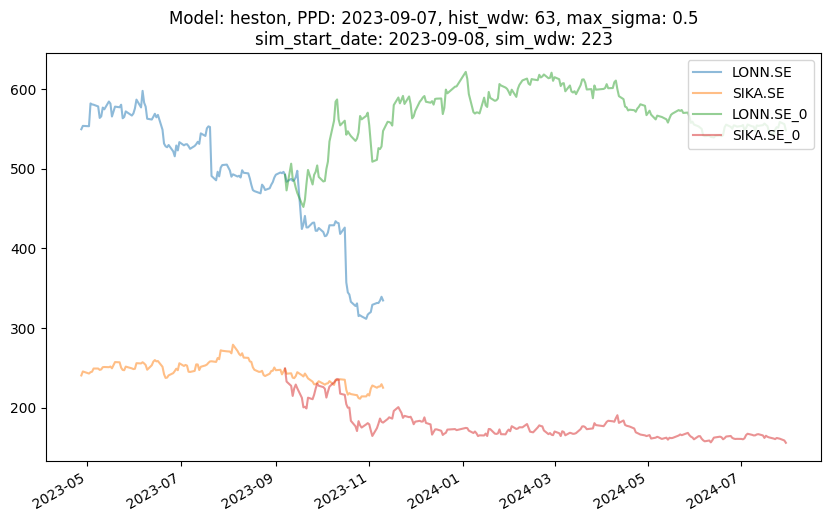 Model: heston, PPD: 2023-09-07, hist_wdw: 63, max_sigma: 0.5
sim_start_date: 2023-09-08, sim_wdw: 223
LONN.SE
SIKA.SE
LONN.SE_0
SIKA.SE_0
600
500
400
300
200
2023-05
2023-07
2023-09
2023-11
2024-01
2024-03
2024-05
2024-07